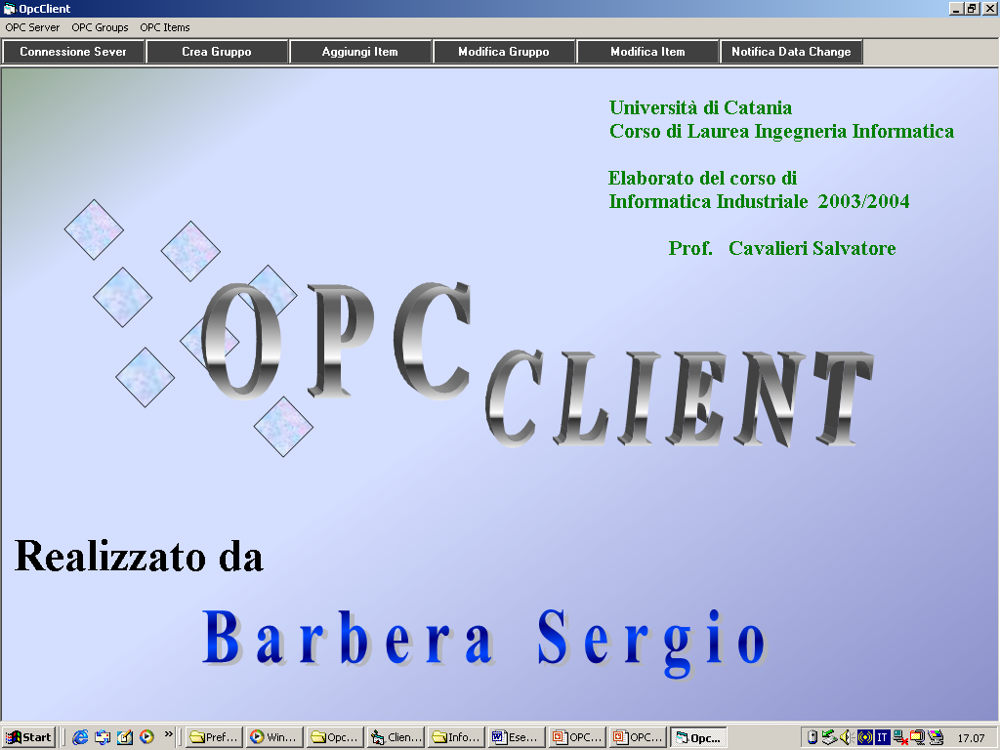 OpcClient
OPC Server OPC Groups OPC Items
Connessione Sever Crea Gruppo Aggiungi Item Modifica Gruppo Modifica Item Notifica Data Change
Università di Catania
Corso di Laurea Ingegneria Informatica
Elaborato del corso di
Informatica Industriale 2003/2004
Prof. Cavalieri Salvatore
OPC
CLIENT
Realizzato da
Barbera Sergio
Start » Pref... Win... Opc... Clien... Info... Ese... OPC... OPC... Opc... IT 17.07